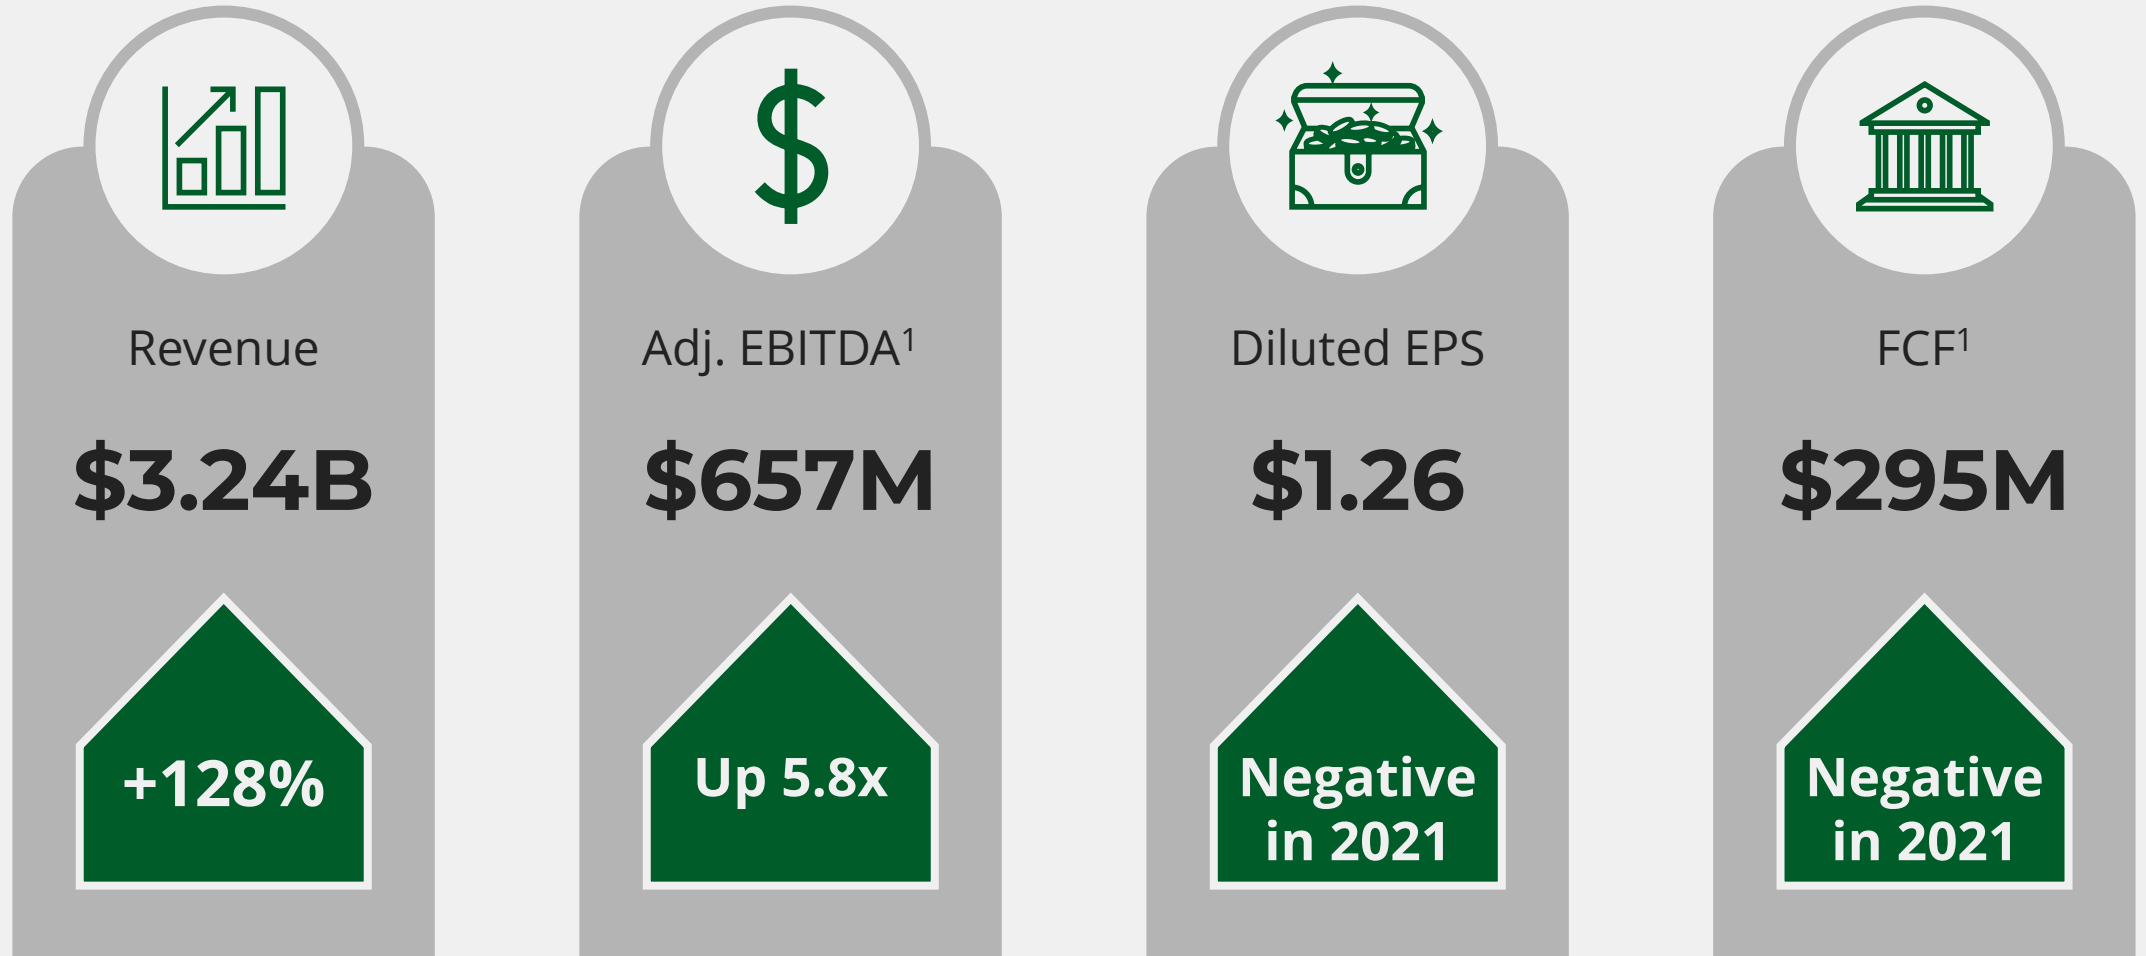 Revenue
$3.24B
+128%
Adj. EBITDA¹
$657M
Up 5.8x
Diluted EPS
$1.26
Negative
in 2021
FCF¹
$295M
Negative
in 2021